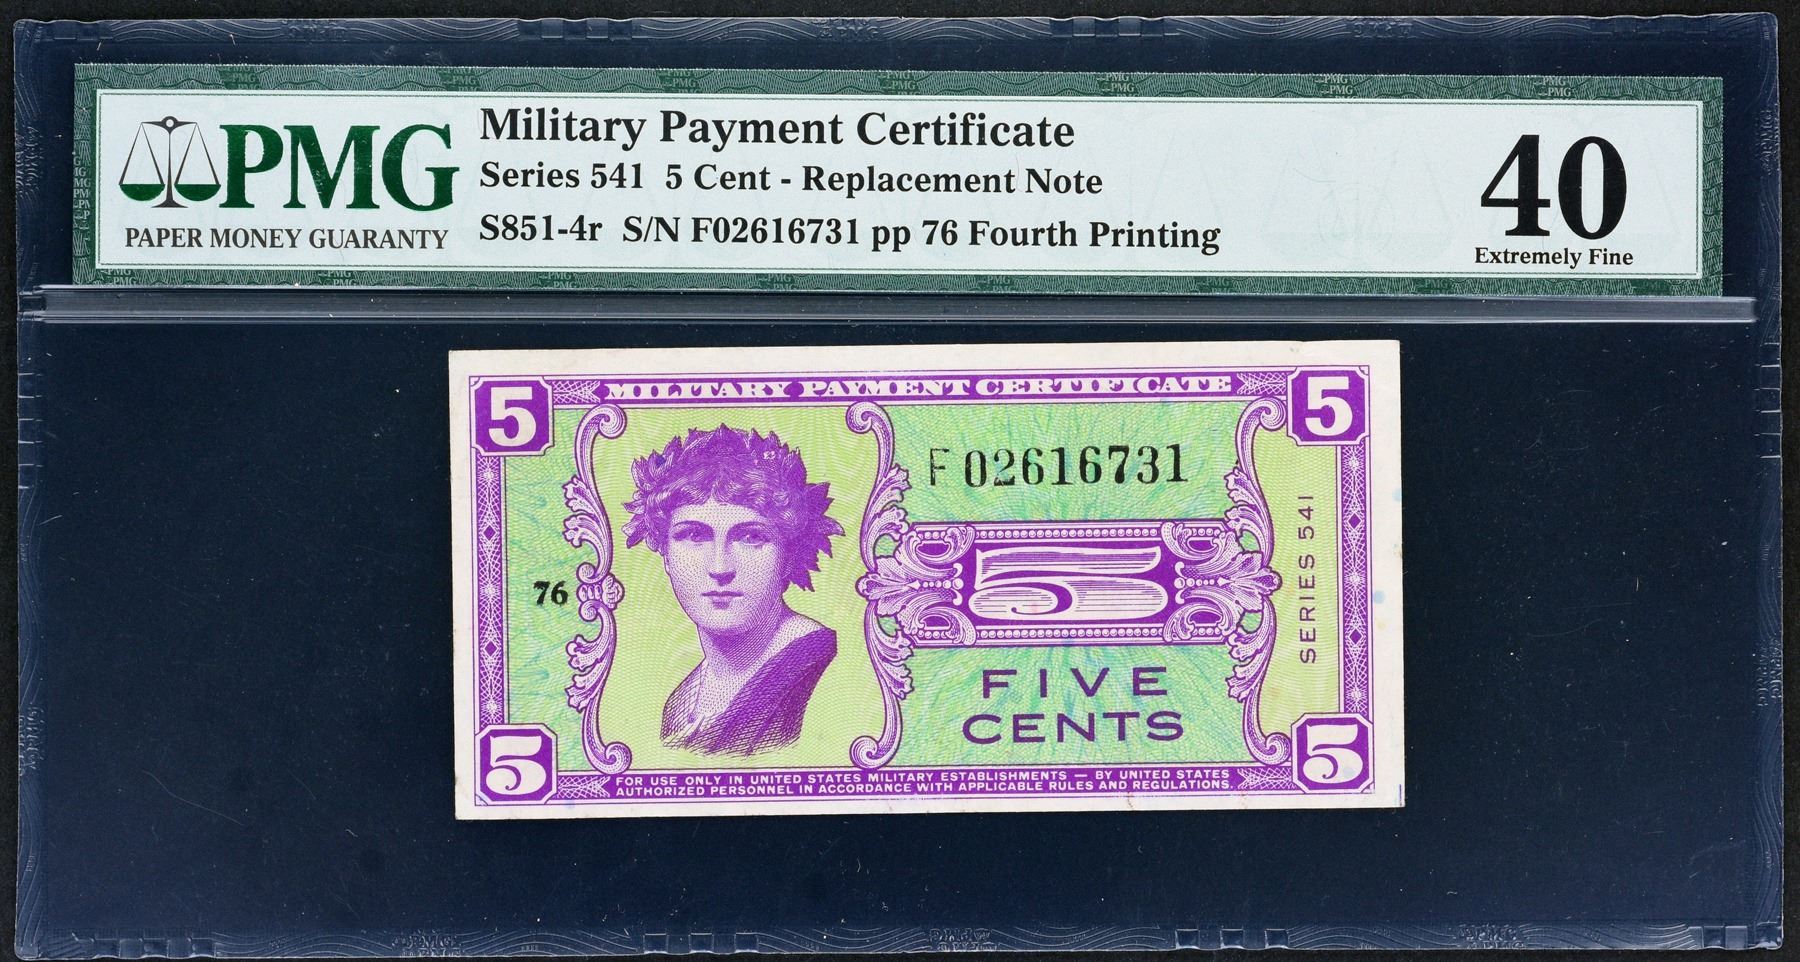 PMG
PAPER MONEY GUARANTY
Military Payment Certificate
Series 541 5 Cent - Replacement Note
S851-4r S/N F02616731 pp 76 Fourth Printing
40
Extremely Fine
5 MILITARY PAYMENT CERTIFICATE 5
F 02616731
76
5
SERIES 541
FIVE
CENTS
5 5
FOR USE ONLY IN UNITED STATES MILITARY ESTABLISHMENTS — BY UNITED STATES
AUTHORIZED PERSONNEL IN ACCORDANCE WITH APPLICABLE RULES AND REGULATIONS.